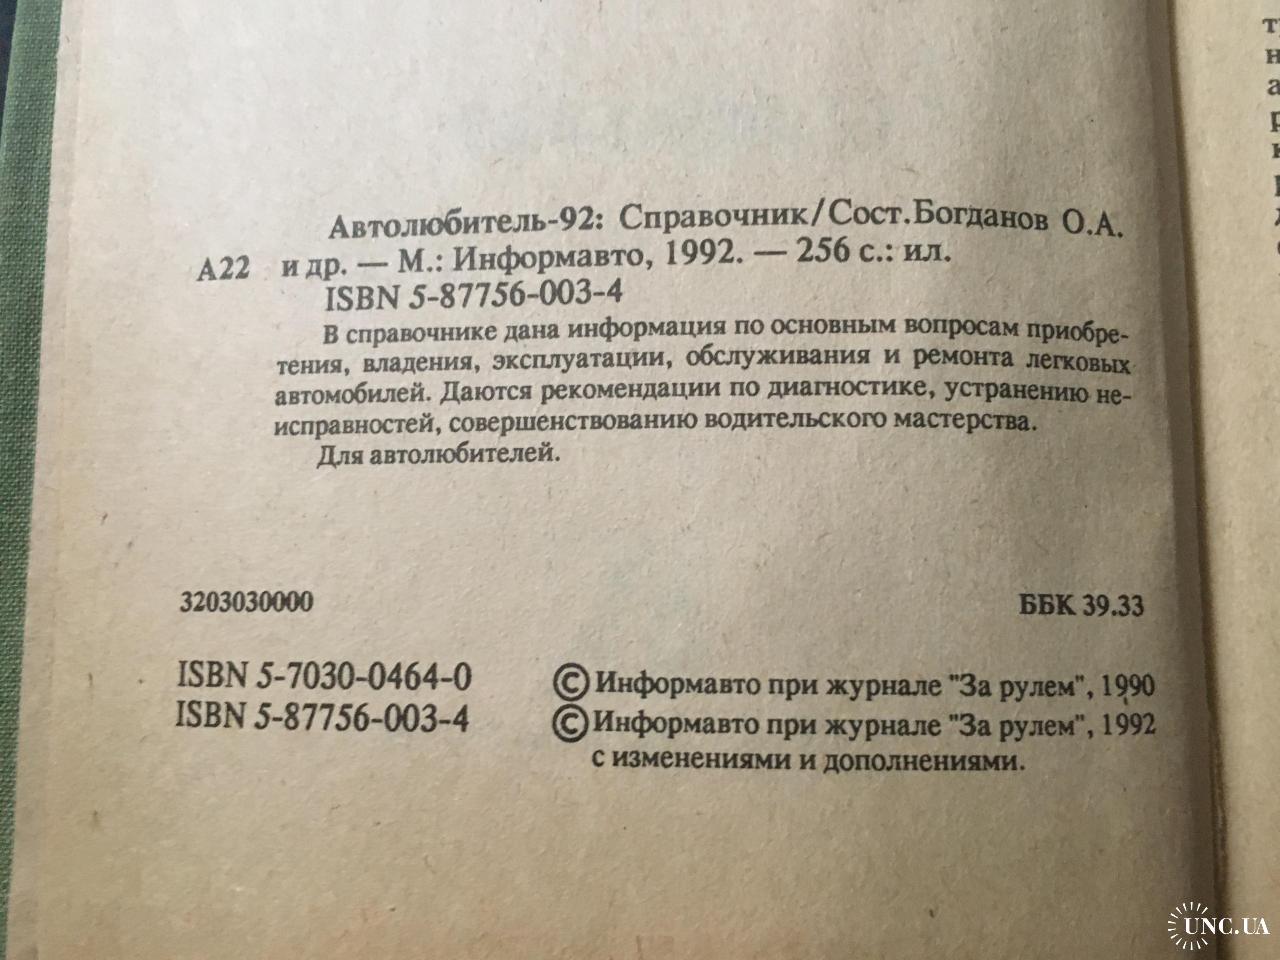 Автолюбитель-92: Справочник/Сост.Богданов О.А.
А22 и др. — М.: Информавто, 1992. — 256 с.: ил.
ISBN 5-87756-003-4
В справочнике дана информация по основным вопросам приобре-
тения, владения, эксплуатации, обслуживания и ремонта легковых
автомобилей. Даются рекомендации по диагностике, устранению не-
исправностей, совершенствованию водительского мастерства.
Для автолюбителей.
3203030000 ББК 39.33
ISBN 5-7030-0464-0 © Информавто при журнале "За рулем", 1990
ISBN 5-87756-003-4 © Информавто при журнале "За рулем", 1992
с изменениями и дополнениями.
UNC.UA